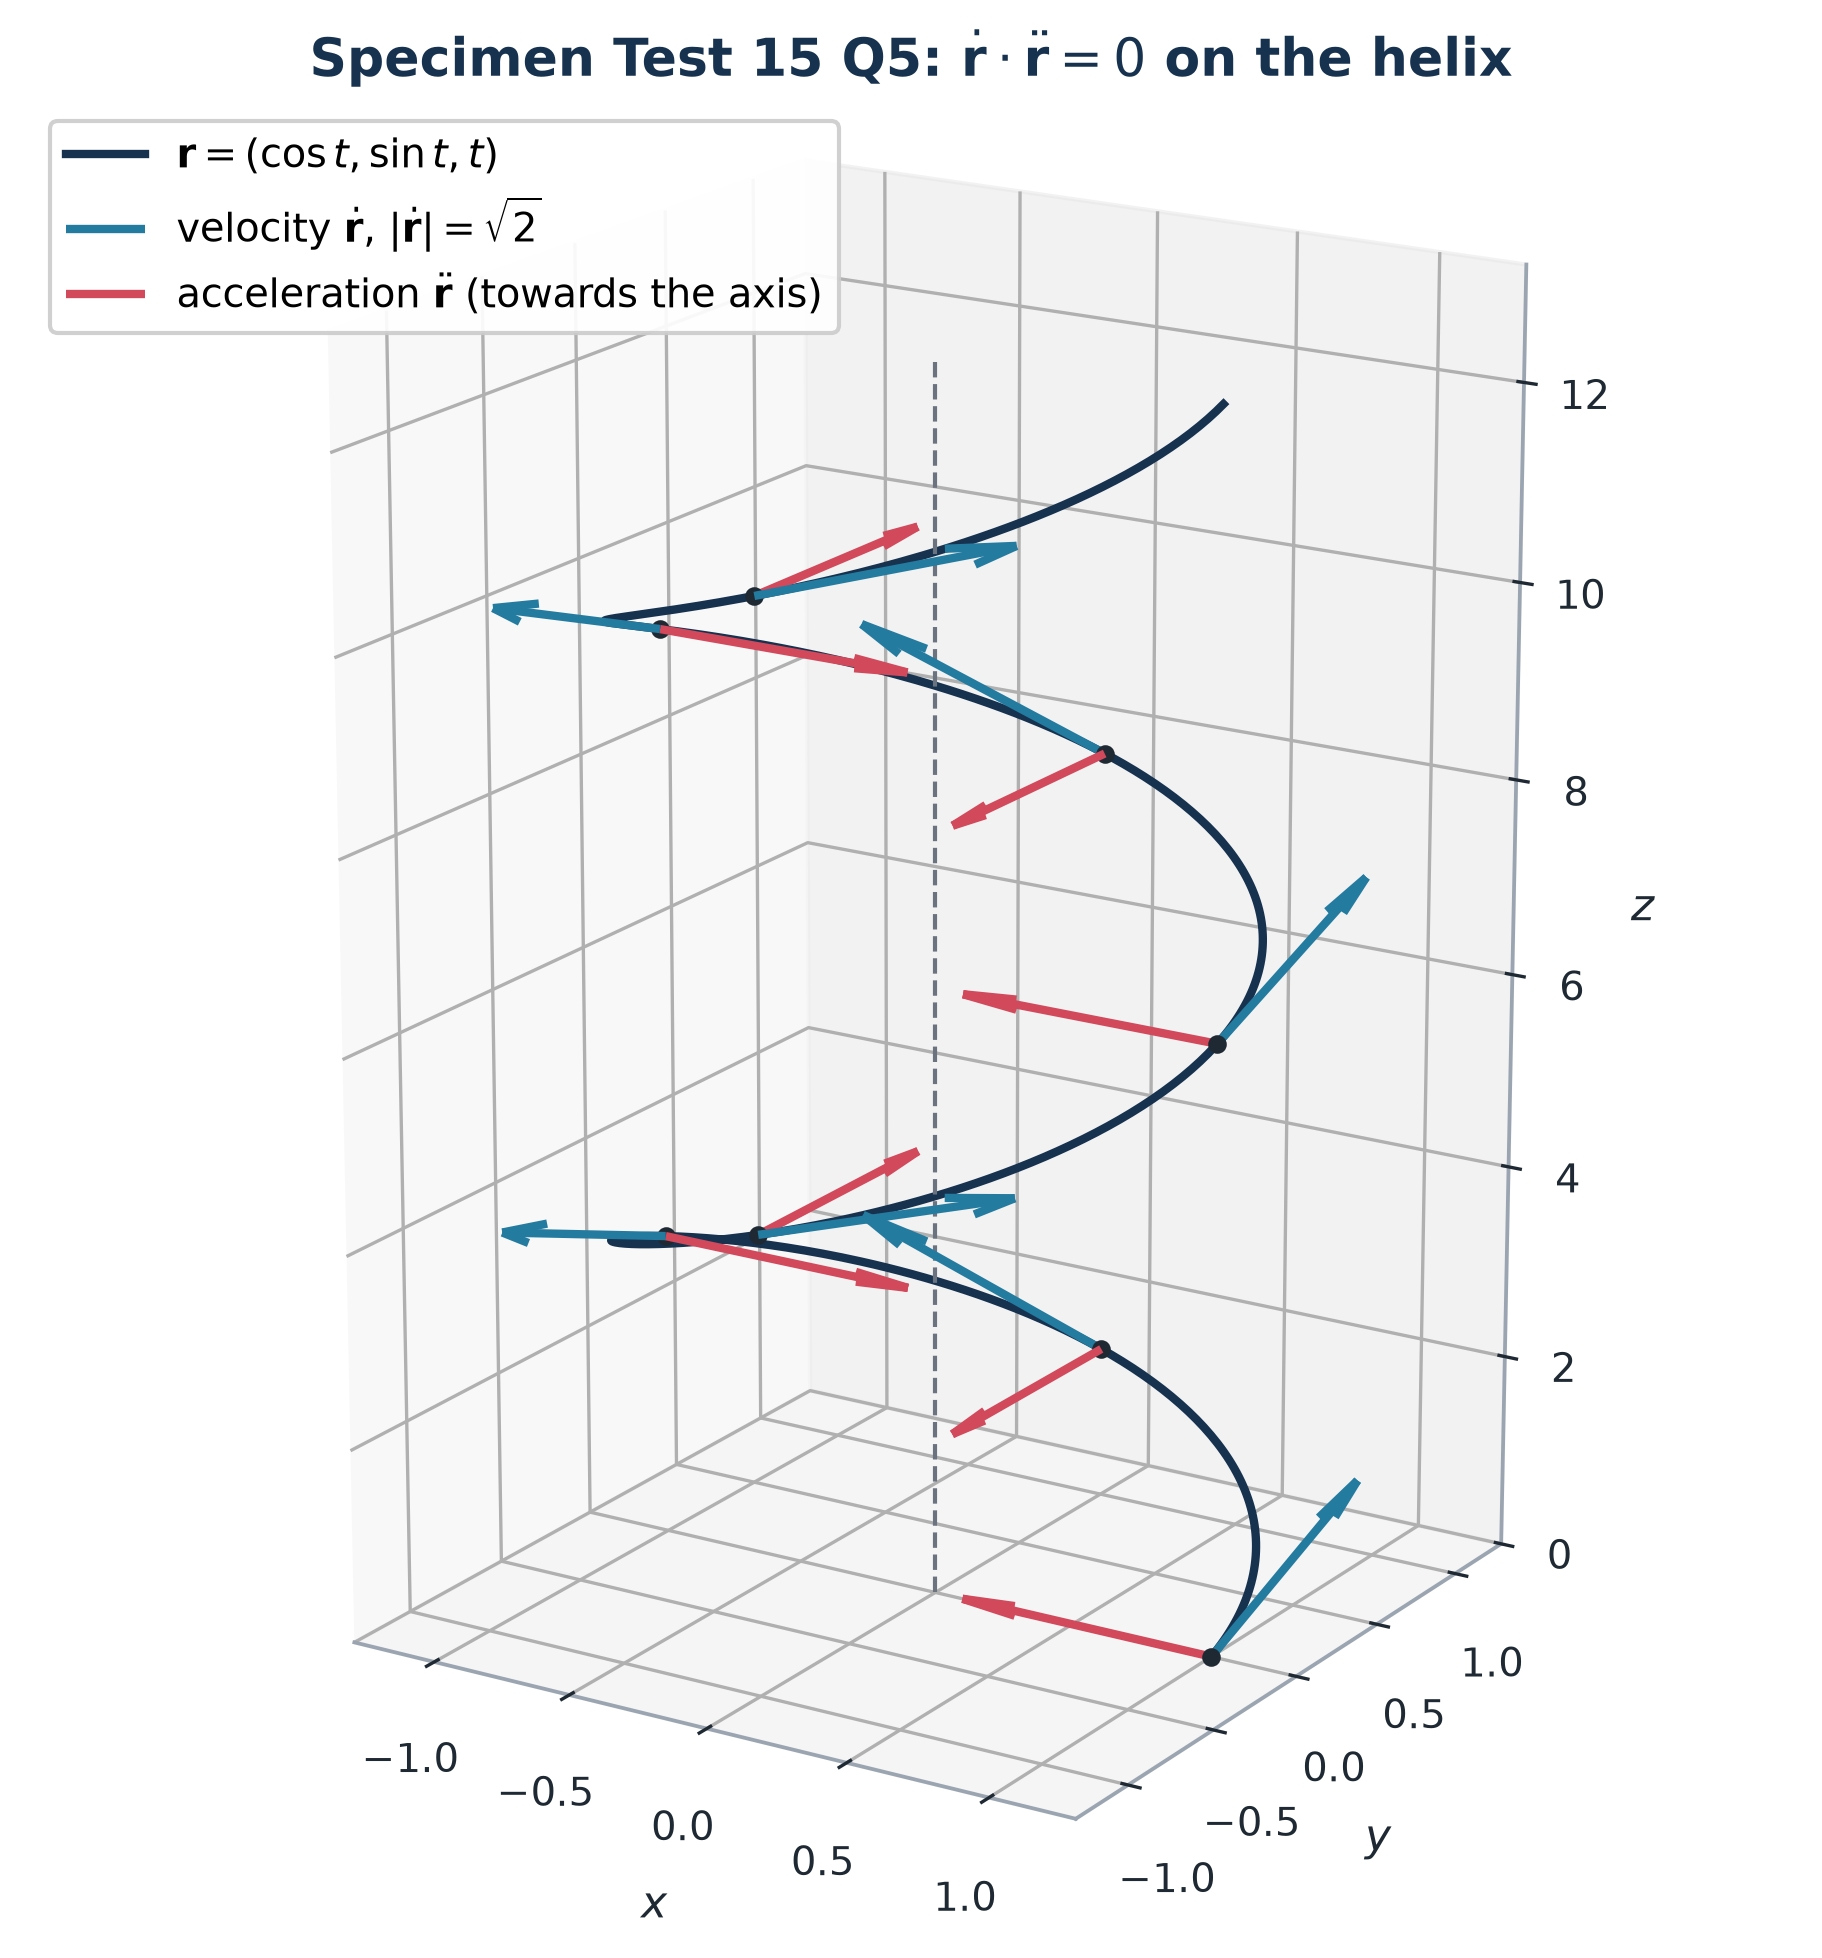 Specimen Test 15 Q5: ṙ · r̈ = 0 on the helix
r = (cos t, sin t, t)
velocity ṙ, |ṙ| = √2
acceleration r̈ (towards the axis)
12
10
8
z
6
4
2
0
1.0
0.5
0.0
−0.5
y
−1.0
−1.0
−0.5
0.0
0.5
1.0
x